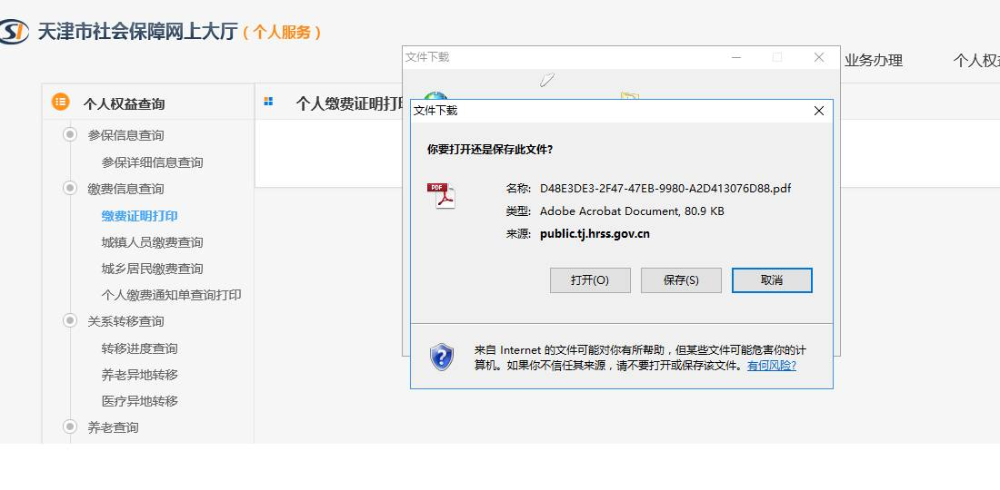 天津市社会保障网上大厅（个人服务）
文件下载
业务办理
个人权
个人权益查询
个人缴费证明打
文件下载
参保信息查询
你要打开还是保存此文件?
参保详细信息查询
缴费信息查询
PDF
名称: D48E3DE3-2F47-47EB-9980-A2D413076D88.pdf
缴费证明打印
类型: Adobe Acrobat Document, 80.9 KB
城镇人员缴费查询
来源: public.tj.hrss.gov.cn
城乡居民缴费查询
打开(O)
保存(S)
取消
个人缴费通知单查询打印
关系转移查询
转移进度查询
来自 Internet 的文件可能对你有所帮助，但某些文件可能危害你的计
算机。如果你不信任其来源，请不要打开或保存该文件。有何风险?
养老异地转移
医疗异地转移
养老查询